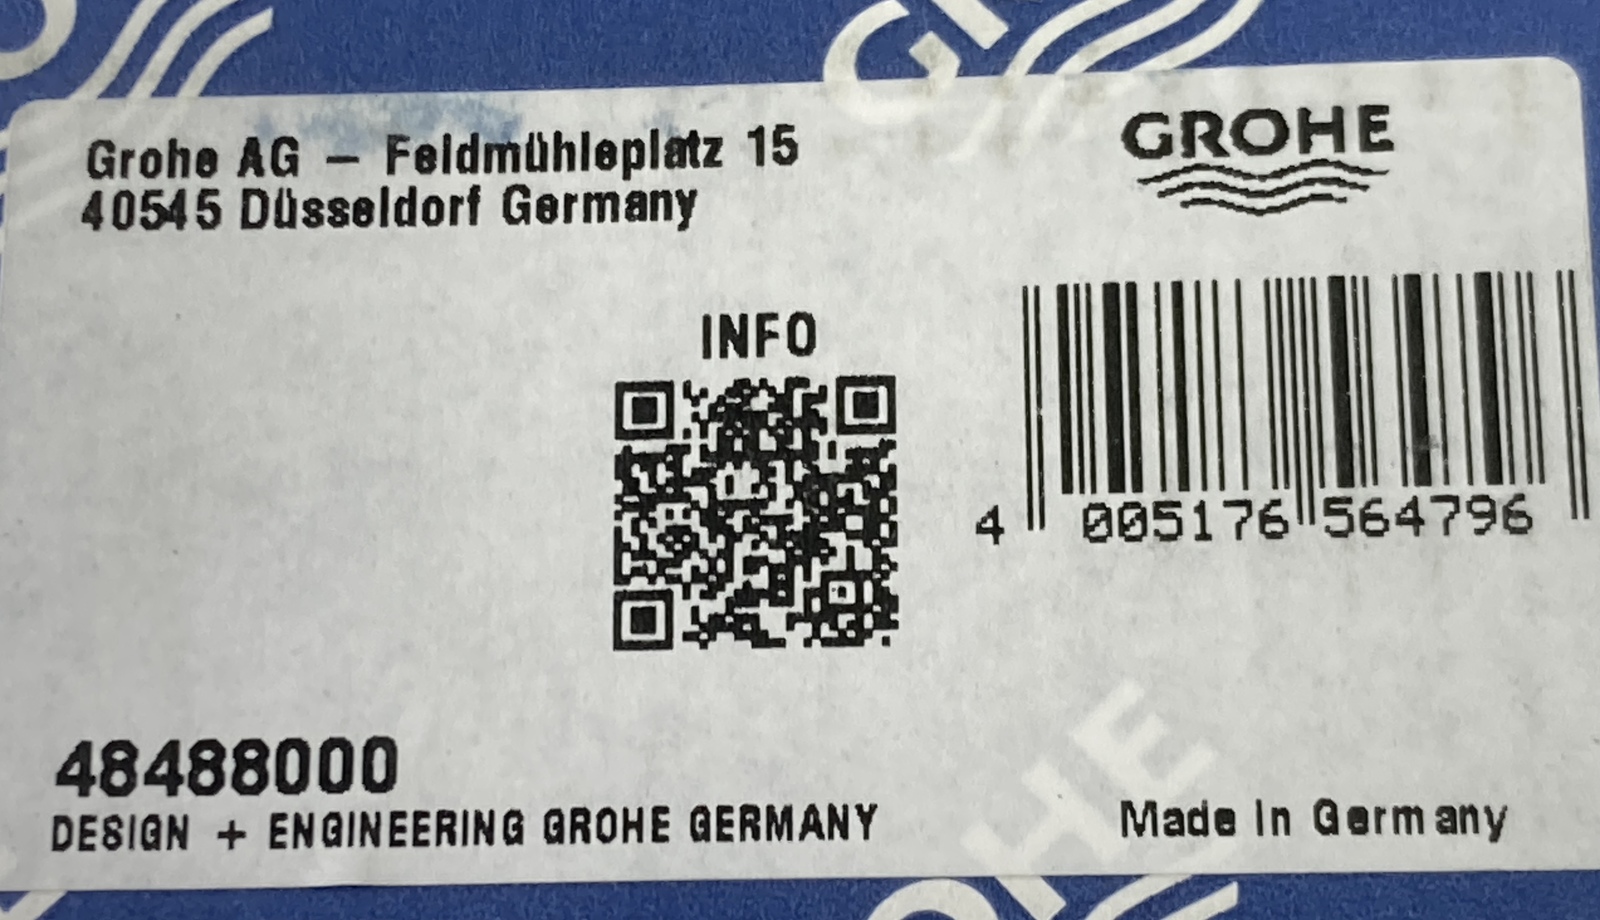 Grohe AG – Feldmühleplatz 15
40545 Düsseldorf Germany
GROHE
INFO
4 005176 564796
48488000
DESIGN + ENGINEERING GROHE GERMANY
Made In Germany
HE